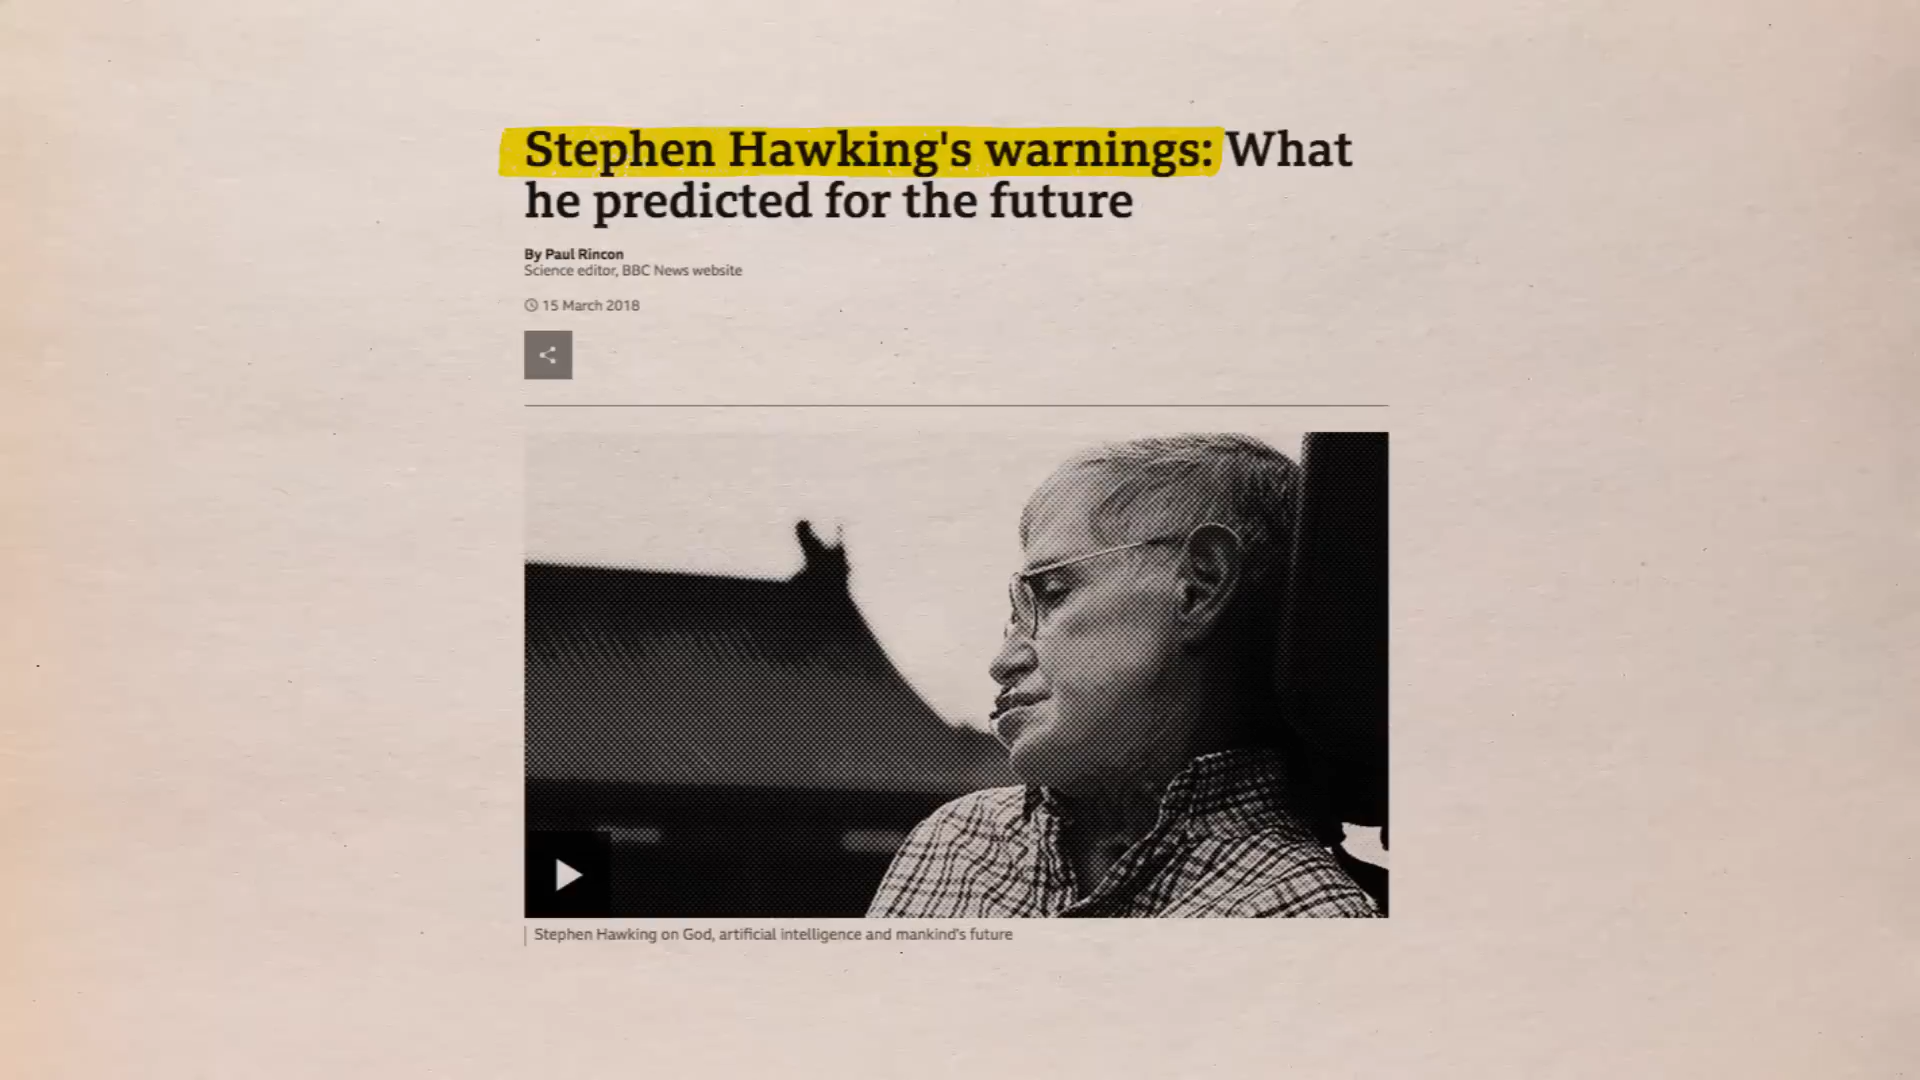 Stephen Hawking's warnings: What
he predicted for the future
By Paul Rincon
Science editor, BBC News website
15 March 2018
Stephen Hawking on God, artificial intelligence and mankind's future